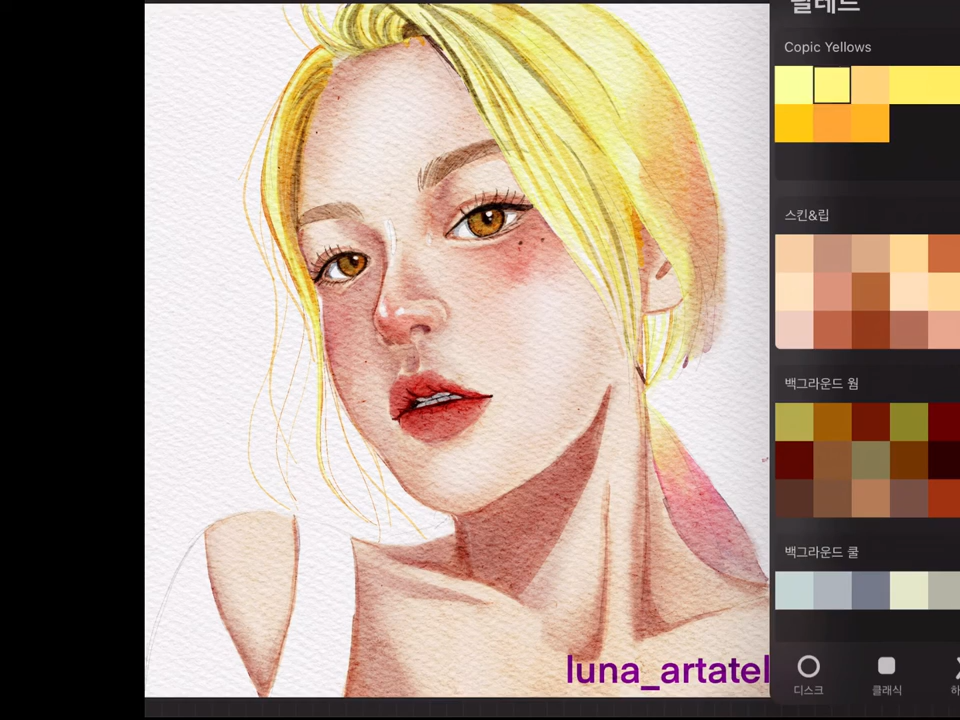 팔레트
Copic Yellows
스킨&립
백그라운드 웜
백그라운드 쿨
디스크
클래식
luna_artatel